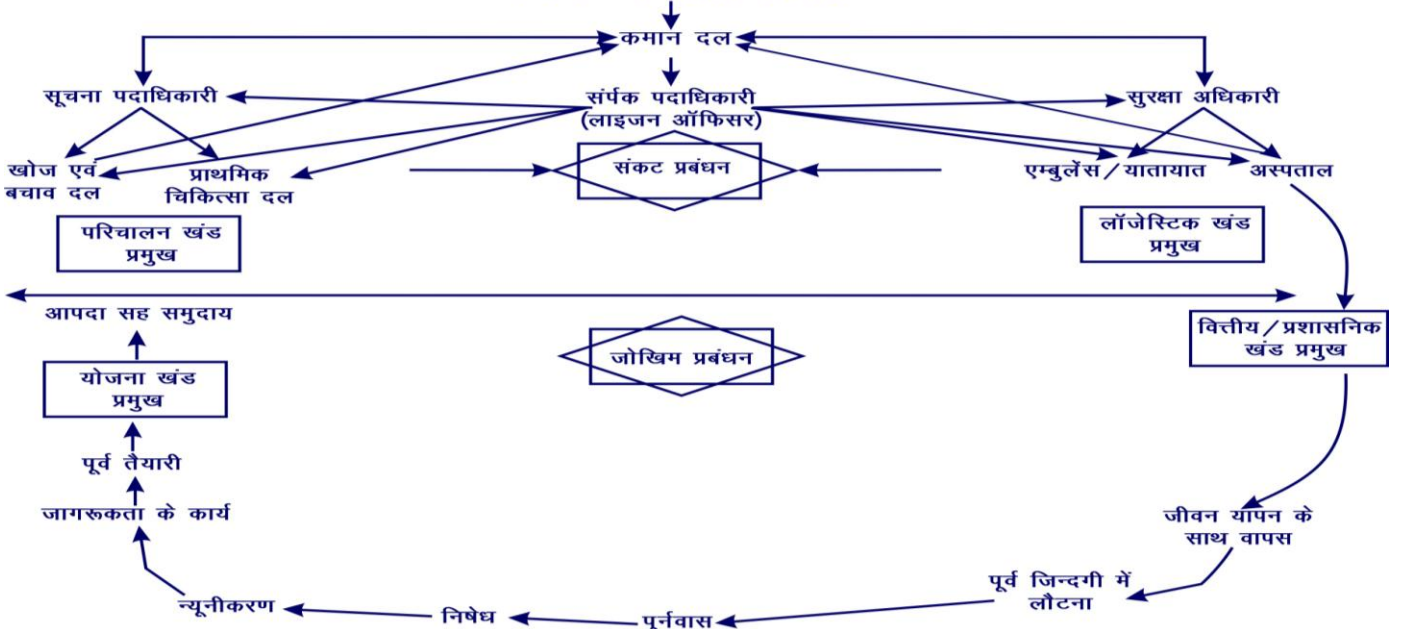 कमान दल
सूचना पदाधिकारी
संर्पक पदाधिकारी
(लाइजन ऑफिसर)
सुरक्षा अधिकारी
खोज एवं
बचाव दल
प्राथमिक
चिकित्सा दल
संकट प्रबंधन
एम्बुलेंस/यातायात
अस्पताल
परिचालन खंड
प्रमुख
लॉजेस्टिक खंड
प्रमुख
आपदा सह समुदाय
जोखिम प्रबंधन
वित्तीय/प्रशासनिक
खंड प्रमुख
योजना खंड
प्रमुख
पूर्व तैयारी
जागरूकता के कार्य
जीवन यापन के
साथ वापस
पूर्व जिन्दगी में
लौटना
न्यूनीकरण
निषेध
पूर्नवास